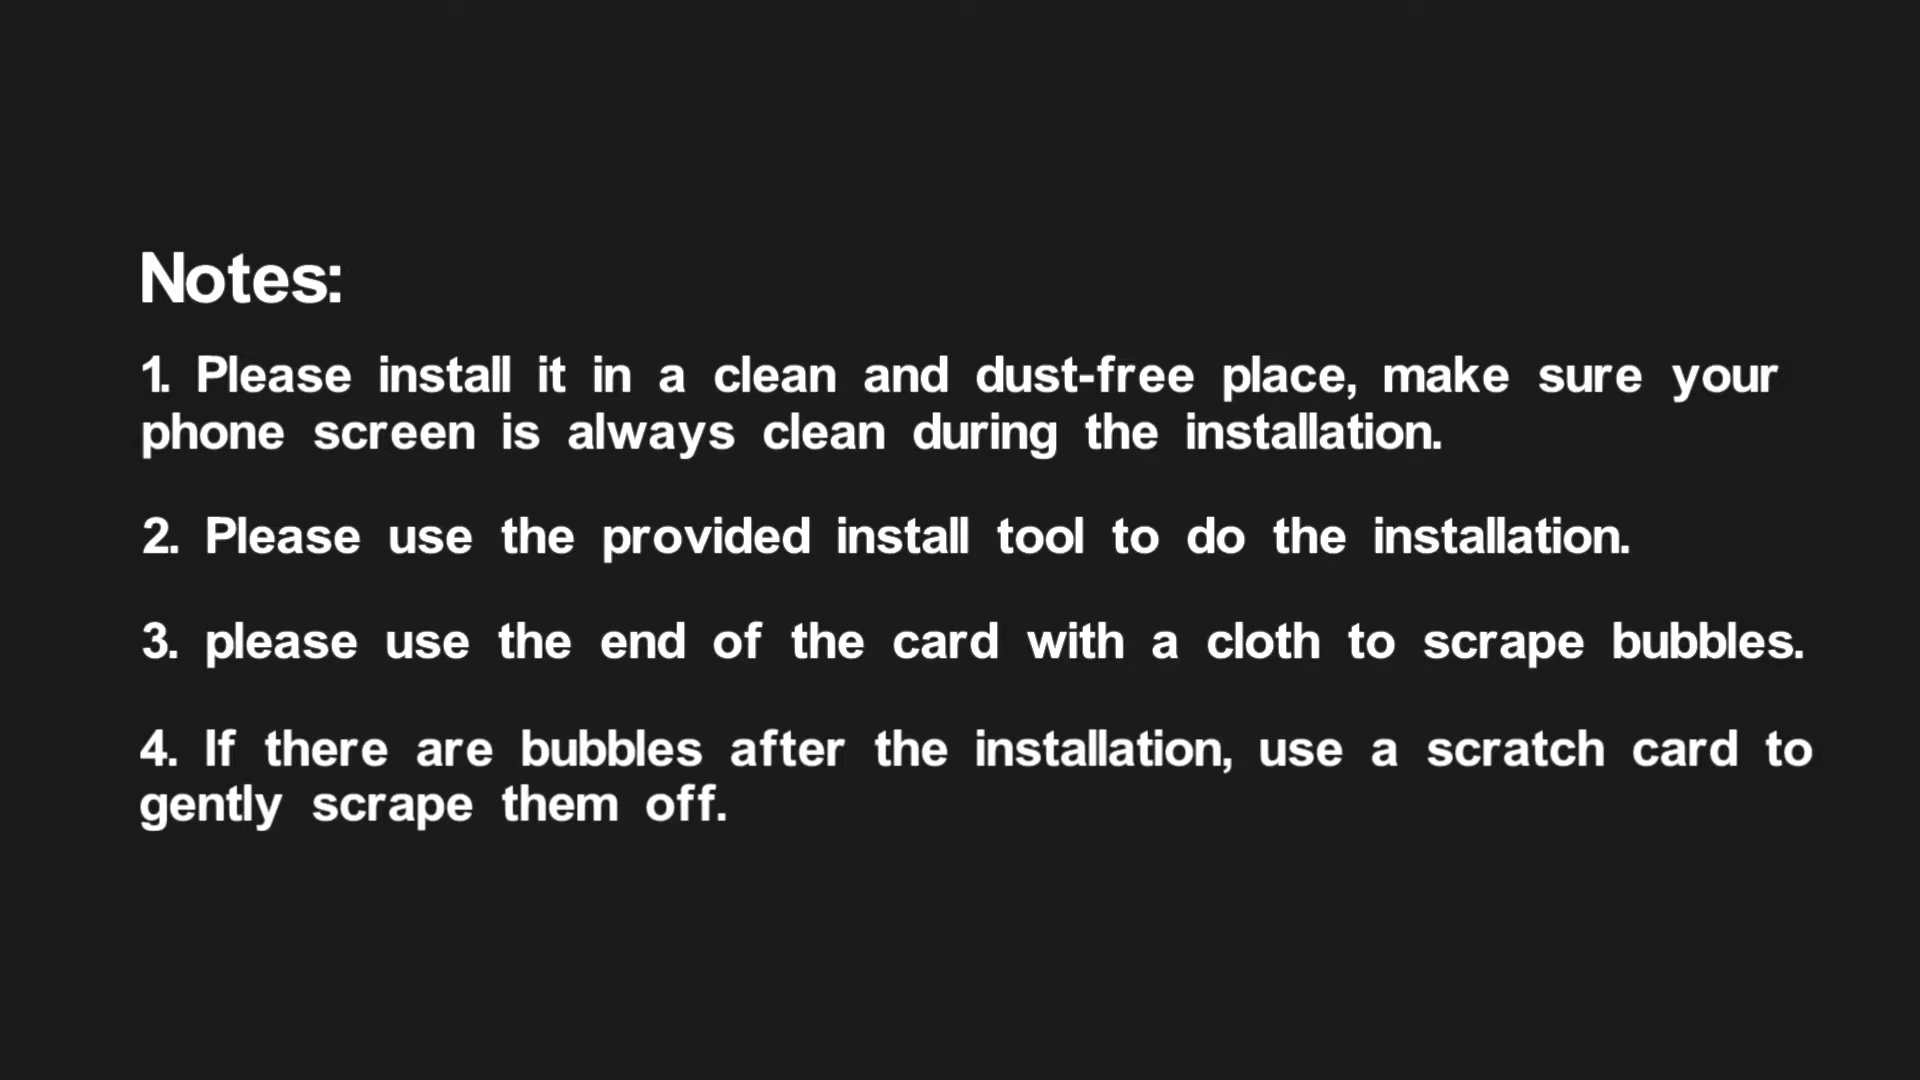 Notes:
1. Please install it in a clean and dust-free place, make sure your
phone screen is always clean during the installation.
2. Please use the provided install tool to do the installation.
3. please use the end of the card with a cloth to scrape bubbles.
4. If there are bubbles after the installation, use a scratch card to
gently scrape them off.